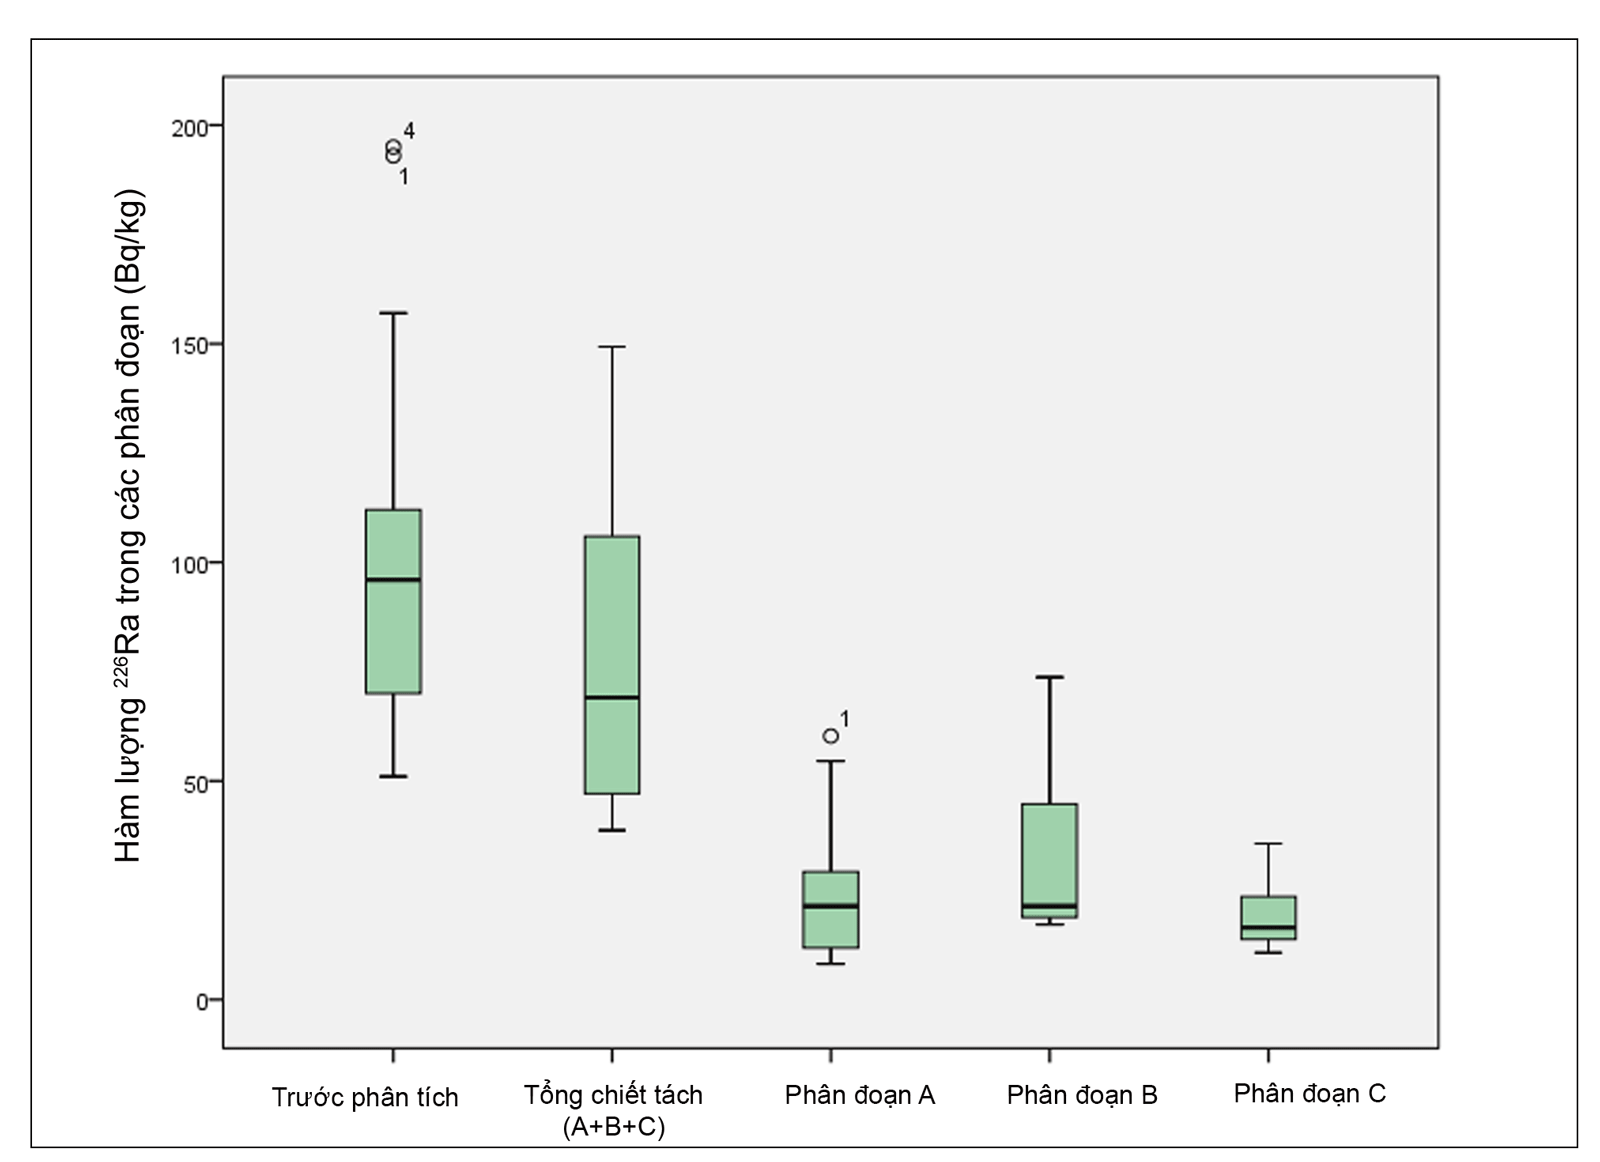 Hàm lượng ²²⁶Ra trong các phân đoạn (Bq/kg)
200
150
100
50
0
4
1
1
Trước phân tích
Tổng chiết tách
(A+B+C)
Phân đoạn A
Phân đoạn B
Phân đoạn C